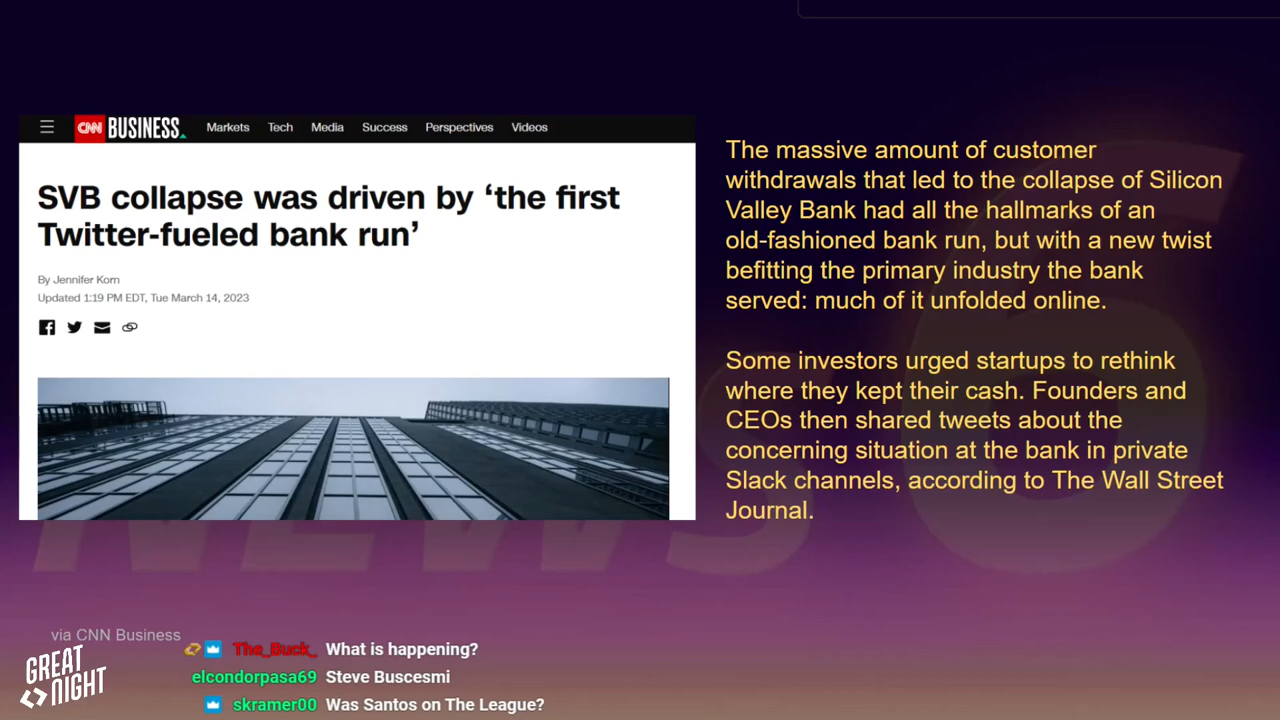 CNN BUSINESS Markets Tech Media Success Perspectives Videos
SVB collapse was driven by ‘the first
Twitter-fueled bank run’
By Jennifer Korn
Updated 1:19 PM EDT, Tue March 14, 2023
The massive amount of customer
withdrawals that led to the collapse of Silicon
Valley Bank had all the hallmarks of an
old-fashioned bank run, but with a new twist
befitting the primary industry the bank
served: much of it unfolded online.
Some investors urged startups to rethink
where they kept their cash. Founders and
CEOs then shared tweets about the
concerning situation at the bank in private
Slack channels, according to The Wall Street
Journal.
NEWS 6
via CNN Business
GREAT
NIGHT
The_Buck_ What is happening?
elcondorpasa69 Steve Buscesmi
skramer00 Was Santos on The League?